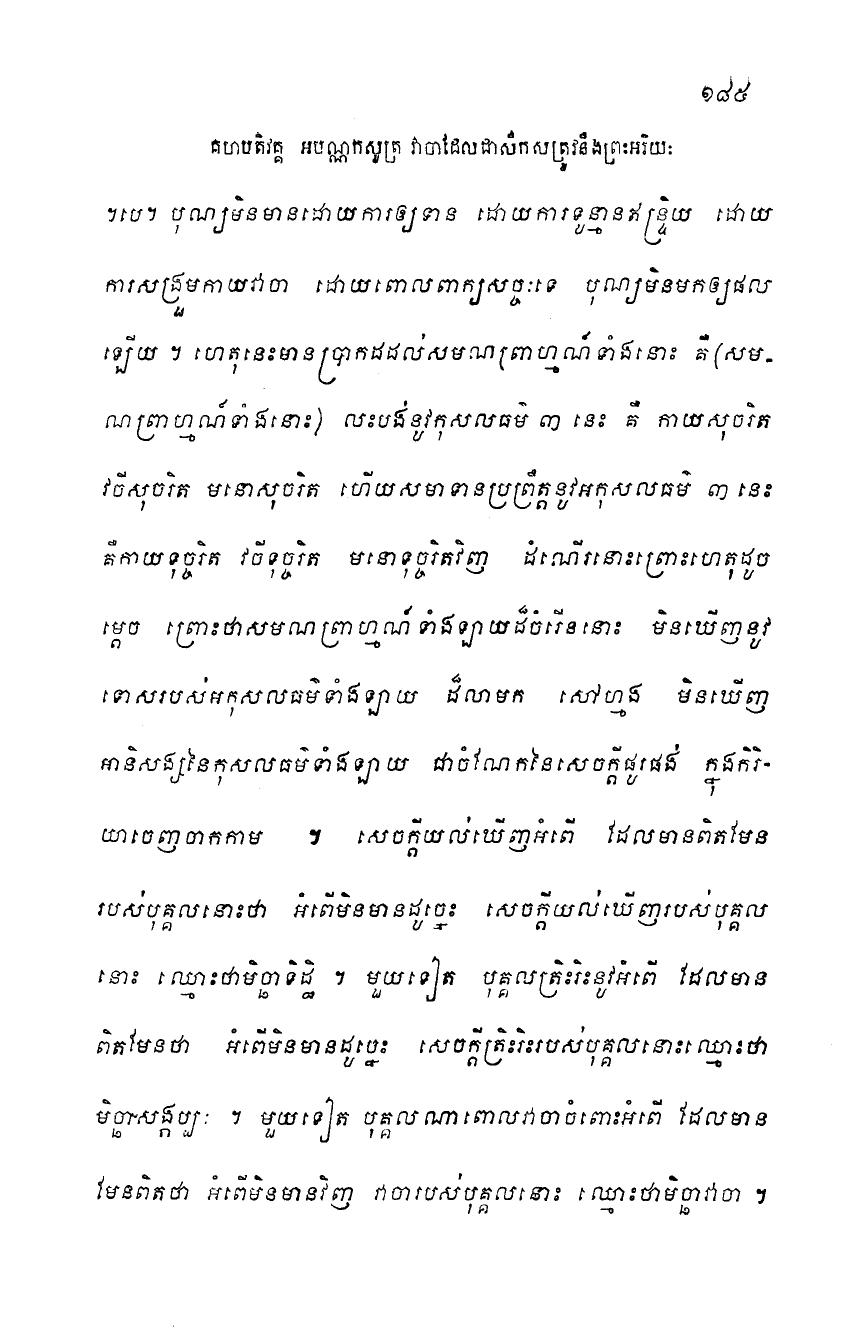 ១៨៥
គហបតិវគ្គ អបណ្ណកសូត្រ វាចាដែលជាសឹកសត្រូវនឹងព្រះអរិយៈ
។បេ។ បុណ្យមិនមានដោយការឲ្យទាន ដោយការទូន្មានឥន្ទ្រិយ ដោយ
ការសង្រួមកាយវាចា ដោយពោលពាក្យសច្ចៈទេ បុណ្យមិនមកឲ្យផល
ឡើយ ។ ហេតុនេះមានប្រាកដដល់សមណព្រាហ្មណ៍ទាំងនោះ គឺ(សម-
ណព្រាហ្មណ៍ទាំងនោះ) លះបង់នូវកុសលធម៌ ៣ នេះ គឺ កាយសុចរិត
វចីសុចរិត មនោសុចរិត ហើយសមាទានប្រព្រឹត្តនូវអកុសលធម៌ ៣ នេះ
គឺកាយទុច្ចរិត វចីទុច្ចរិត មនោទុច្ចរិតវិញ ដំណើរនោះព្រោះហេតុដូច
ម្តេច ព្រោះថាសមណព្រាហ្មណ៍ទាំងឡាយដ៏ចំរើននោះ មិនឃើញនូវ
ទោសរបស់អកុសលធម៌ទាំងឡាយ ដ៏លាមក សៅហ្មង មិនឃើញ
អានិសង្សនៃកុសលធម៌ទាំងឡាយ ជាចំណែកនៃសេចក្តីផូរផង់ ក្នុងកិរិ-
យាចេញចាកកាម ។ សេចក្តីយល់ឃើញអំពើ ដែលមានពិតមែន
របស់បុគ្គលនោះថា អំពើមិនមានដូច្នេះ សេចក្តីយល់ឃើញរបស់បុគ្គល
នោះ ឈ្មោះថាមិច្ឆាទិដ្ឋិ ។ មួយទៀត បុគ្គលត្រិះរិះនូវអំពើ ដែលមាន
ពិតមែនថា អំពើមិនមានដូច្នេះ សេចក្តីត្រិះរិះរបស់បុគ្គលនោះឈ្មោះថា
មិច្ឆាសង្កប្បៈ ។ មួយទៀត បុគ្គលណាពោលវាចាចំពោះអំពើ ដែលមាន
មែនពិតថា អំពើមិនមានវិញ វាចារបស់បុគ្គលនោះ ឈ្មោះថាមិច្ឆាវាចា ។